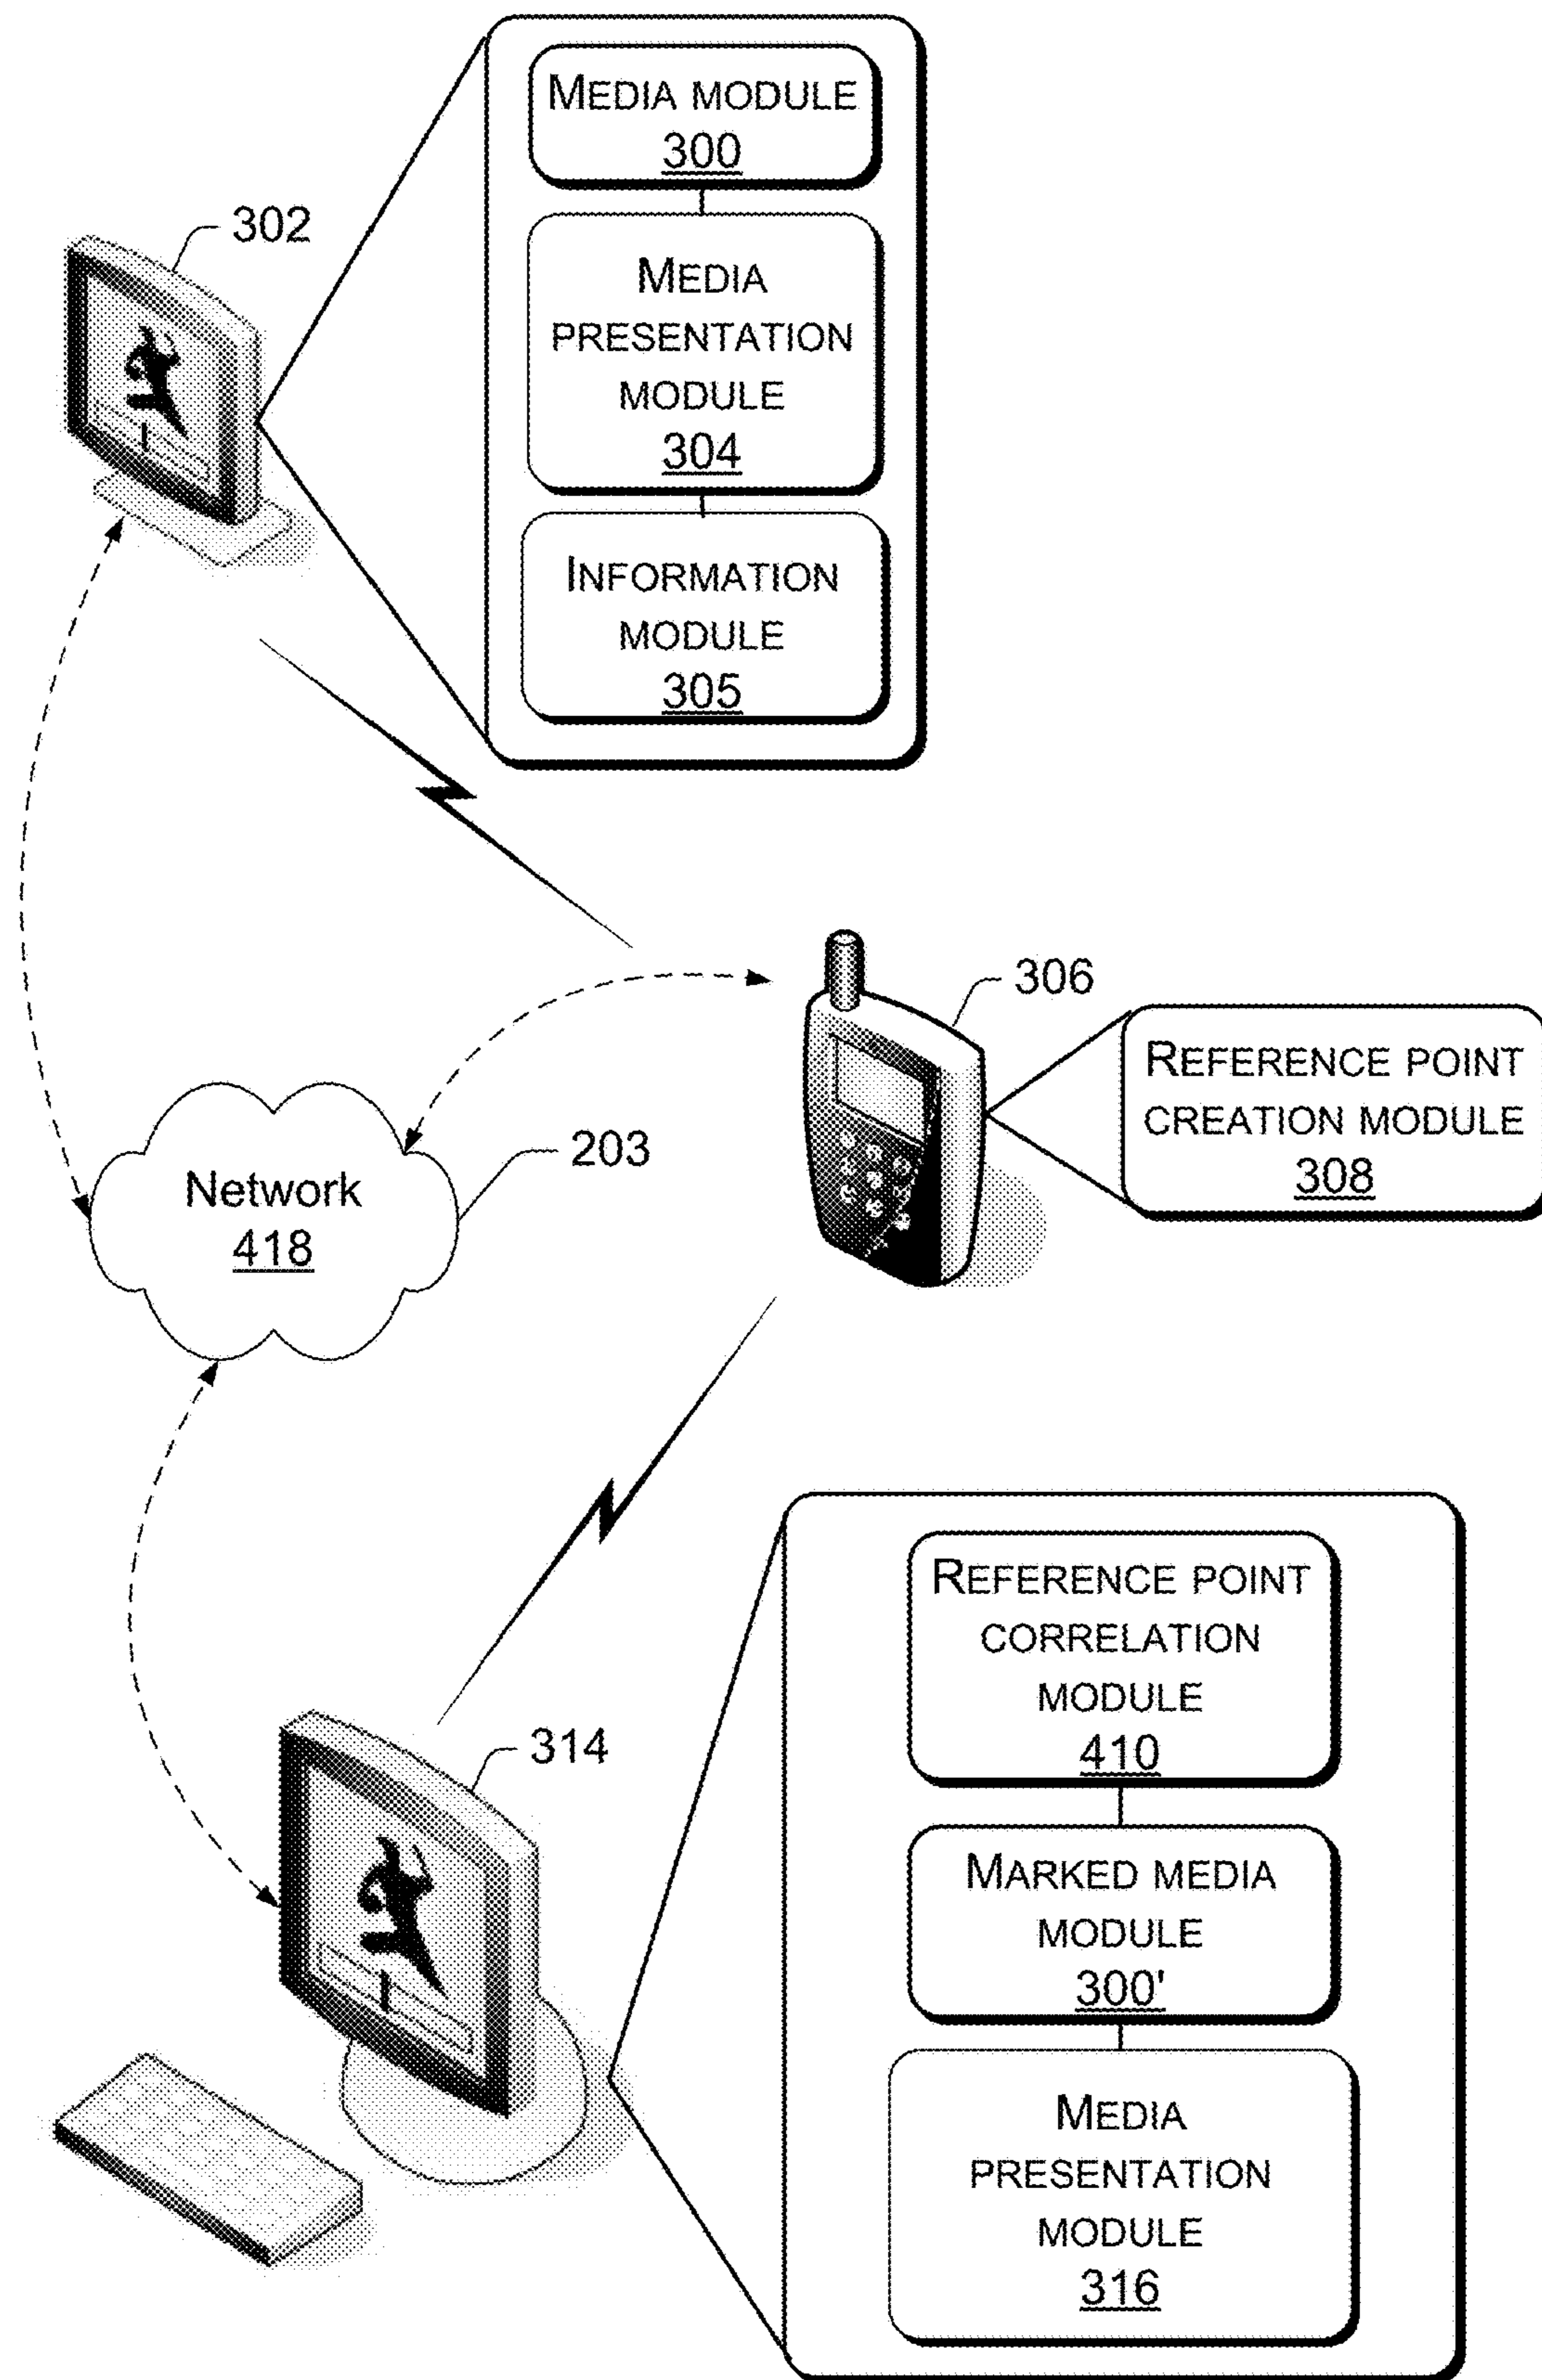 MEDIA MODULE
300
302
MEDIA
PRESENTATION
MODULE
304
INFORMATION
MODULE
305
306
REFERENCE POINT
CREATION MODULE
308
203
Network
418
REFERENCE POINT
CORRELATION
MODULE
410
314
MARKED MEDIA
MODULE
300'
MEDIA
PRESENTATION
MODULE
316